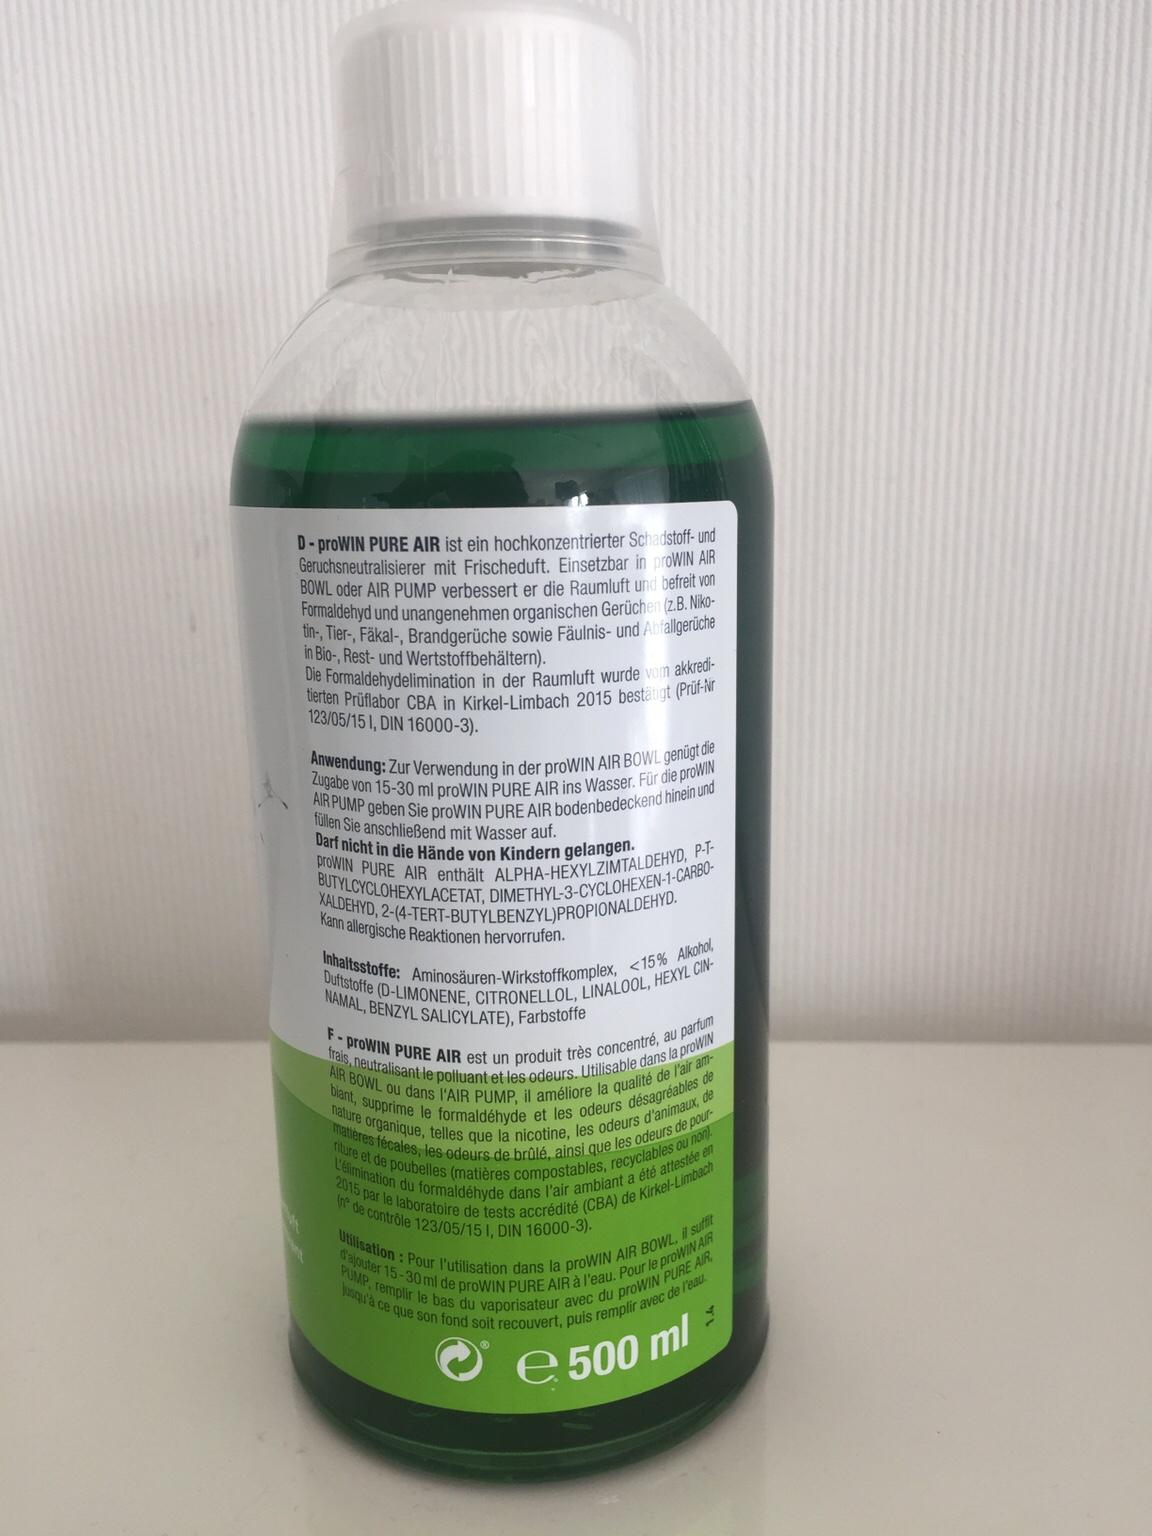 D - proWIN PURE AIR ist ein hochkonzentrierter Schadstoff- und
Geruchsneutralisierer mit Frischeduft. Einsetzbar in proWIN AIR
BOWL oder AIR PUMP verbessert er die Raumluft und befreit von
Formaldehyd und unangenehmen organischen Gerüchen (z.B. Niko-
tin-, Tier-, Fäkal-, Brandgerüche sowie Fäulnis- und Abfallgerüche
in Bio-, Rest- und Wertstoffbehältern).
Die Formaldehydelimination in der Raumluft wurde vom akkredi-
tierten Prüflabor CBA in Kirkel-Limbach 2015 bestätigt (Prüf-Nr
123/05/15 I, DIN 16000-3).
Anwendung: Zur Verwendung in der proWIN AIR BOWL genügt die
Zugabe von 15-30 ml proWIN PURE AIR ins Wasser. Für die proWIN
AIR PUMP geben Sie proWIN PURE AIR bodenbedeckend hinein und
füllen Sie anschließend mit Wasser auf.
Darf nicht in die Hände von Kindern gelangen.
proWIN PURE AIR enthält ALPHA-HEXYLZIMTALDEHYD, P-T-
BUTYLCYCLOHEXYLACETAT, DIMETHYL-3-CYCLOHEXEN-1-CARBO-
XALDEHYD, 2-(4-TERT-BUTYLBENZYL)PROPIONALDEHYD.
Kann allergische Reaktionen hervorrufen.
Inhaltsstoffe: Aminosäuren-Wirkstoffkomplex, <15% Alkohol,
Duftstoffe (D-LIMONENE, CITRONELLOL, LINALOOL, HEXYL CIN-
NAMAL, BENZYL SALICYLATE), Farbstoffe
F - proWIN PURE AIR est un produit très concentré, au parfum
frais, neutralisant le polluant et les odeurs. Utilisable dans la proWIN
AIR BOWL ou dans l'AIR PUMP, il améliore la qualité de l'air am-
biant, supprime le formaldéhyde et les odeurs désagréables de
nature organique, telles que la nicotine, les odeurs d'animaux, de
matières fécales, les odeurs de brûlé, ainsi que les odeurs de pour-
riture et de poubelles (matières compostables, recyclables ou non).
L'élimination du formaldéhyde dans l'air ambiant a été attestée en
2015 par le laboratoire de tests accrédité (CBA) de Kirkel-Limbach
(n° de contrôle 123/05/15 I, DIN 16000-3).
Utilisation : Pour l'utilisation dans la proWIN AIR BOWL, il suffit
d'ajouter 15 - 30 ml de proWIN PURE AIR à l'eau. Pour le proWIN AIR
PUMP, remplir le bas du vaporisateur avec du proWIN PURE AIR,
jusqu'à ce que son fond soit recouvert, puis remplir avec de l'eau.
® e 500 ml